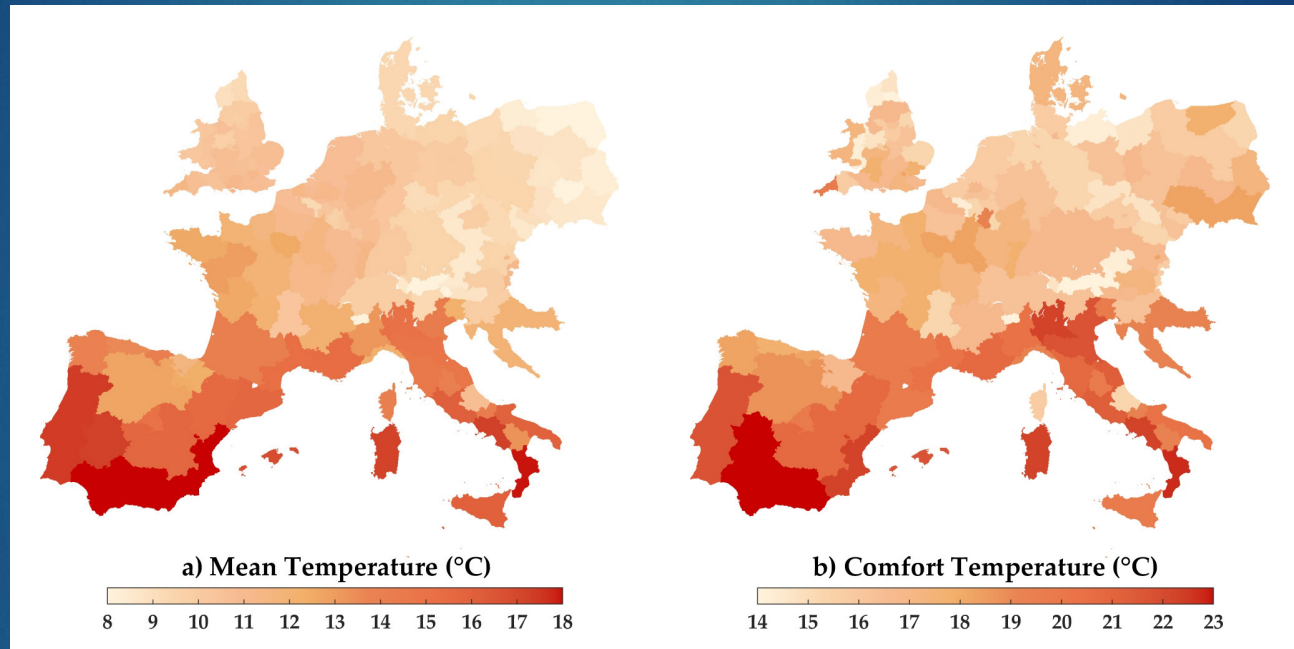 a) Mean Temperature (°C)
8 9 10 11 12 13 14 15 16 17 18
b) Comfort Temperature (°C)
14 15 16 17 18 19 20 21 22 23